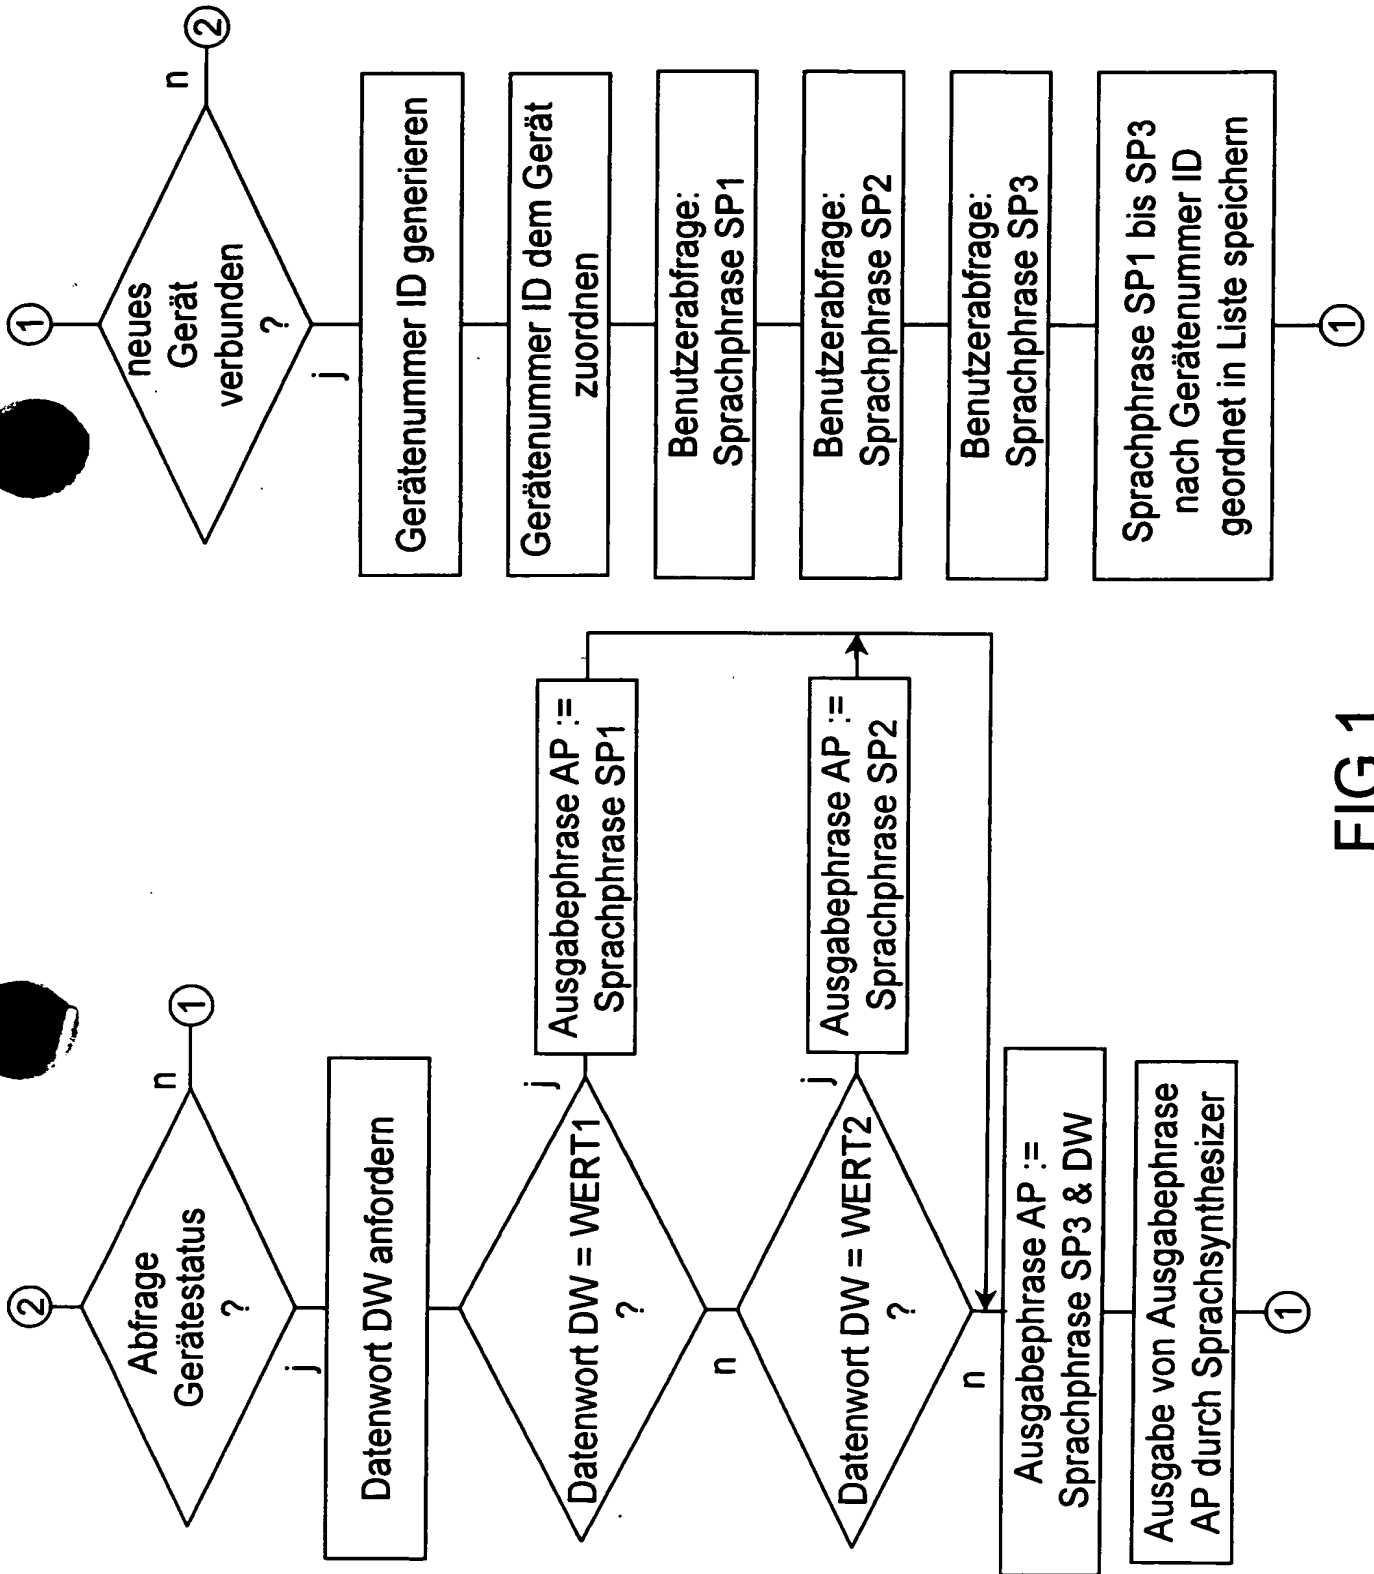 1
neues
Gerät
verbunden
?
n
2
j
Gerätenummer ID generieren
Gerätenummer ID dem Gerät
zuordnen
Benutzerabfrage:
Sprachphrase SP1
Benutzerabfrage:
Sprachphrase SP2
Benutzerabfrage:
Sprachphrase SP3
Sprachphrase SP1 bis SP3
nach Gerätenummer ID
geordnet in Liste speichern
1
2
Abfrage
Gerätestatus
?
n
1
j
Datenwort DW anfordern
Datenwort DW = WERT1
?
j
Ausgabephrase AP :=
Sprachphrase SP1
n
Datenwort DW = WERT2
?
j
Ausgabephrase AP :=
Sprachphrase SP2
n
Ausgabephrase AP :=
Sprachphrase SP3 & DW
Ausgabe von Ausgabephrase
AP durch Sprachsynthesizer
1
FIG 1